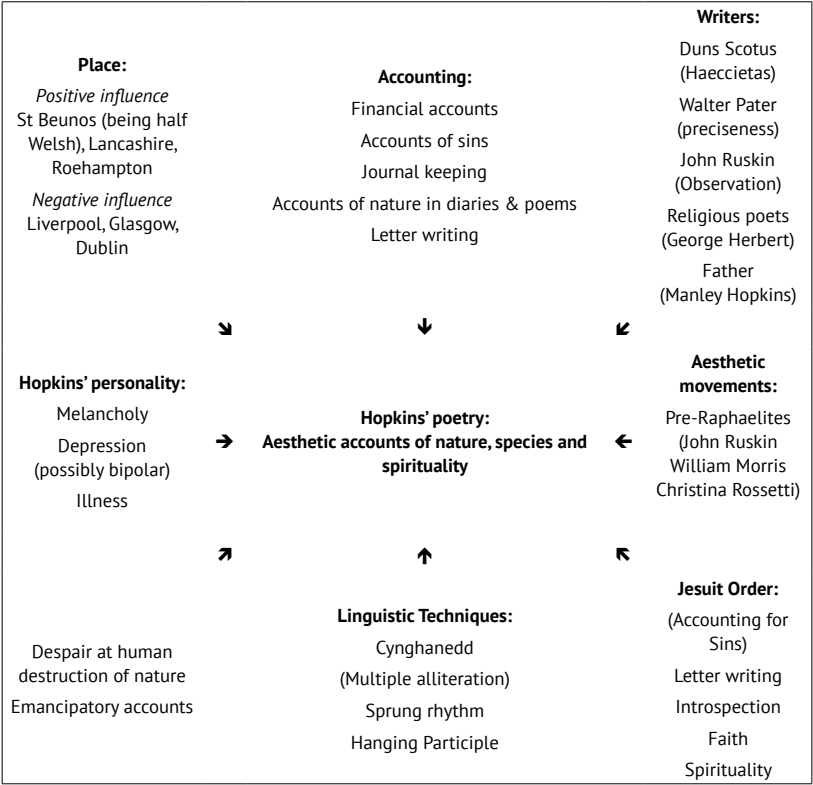 Place:
Positive influence
St Beunos (being half
Welsh), Lancashire,
Roehampton
Negative influence
Liverpool, Glasgow,
Dublin
Accounting:
Financial accounts
Accounts of sins
Journal keeping
Accounts of nature in diaries & poems
Letter writing
Writers:
Duns Scotus
(Haeccietas)
Walter Pater
(preciseness)
John Ruskin
(Observation)
Religious poets
(George Herbert)
Father
(Manley Hopkins)
Hopkins’ personality:
Melancholy
Depression
(possibly bipolar)
Illness
Hopkins’ poetry:
Aesthetic accounts of nature, species and
spirituality
Aesthetic
movements:
Pre-Raphaelites
(John Ruskin
William Morris
Christina Rossetti)
Despair at human
destruction of nature
Emancipatory accounts
Linguistic Techniques:
Cynghanedd
(Multiple alliteration)
Sprung rhythm
Hanging Participle
Jesuit Order:
(Accounting for
Sins)
Letter writing
Introspection
Faith
Spirituality